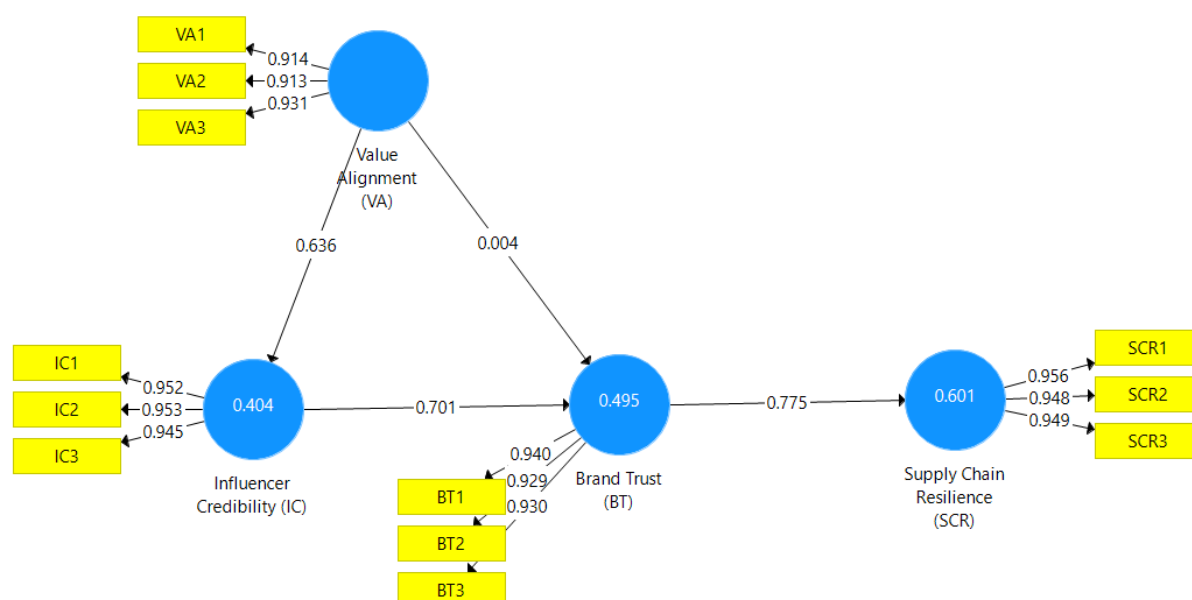 VA1
0.914
VA2
0.913
VA3
0.931
Value
Alignment
(VA)
0.636
0.004
IC1
0.952
IC2
0.953
IC3
0.945
0.404
Influencer
Credibility (IC)
0.701
0.495
Brand Trust
(BT)
0.940
0.929
0.930
BT1
BT2
BT3
0.775
0.601
Supply Chain
Resilience
(SCR)
0.956
SCR1
0.948
SCR2
0.949
SCR3